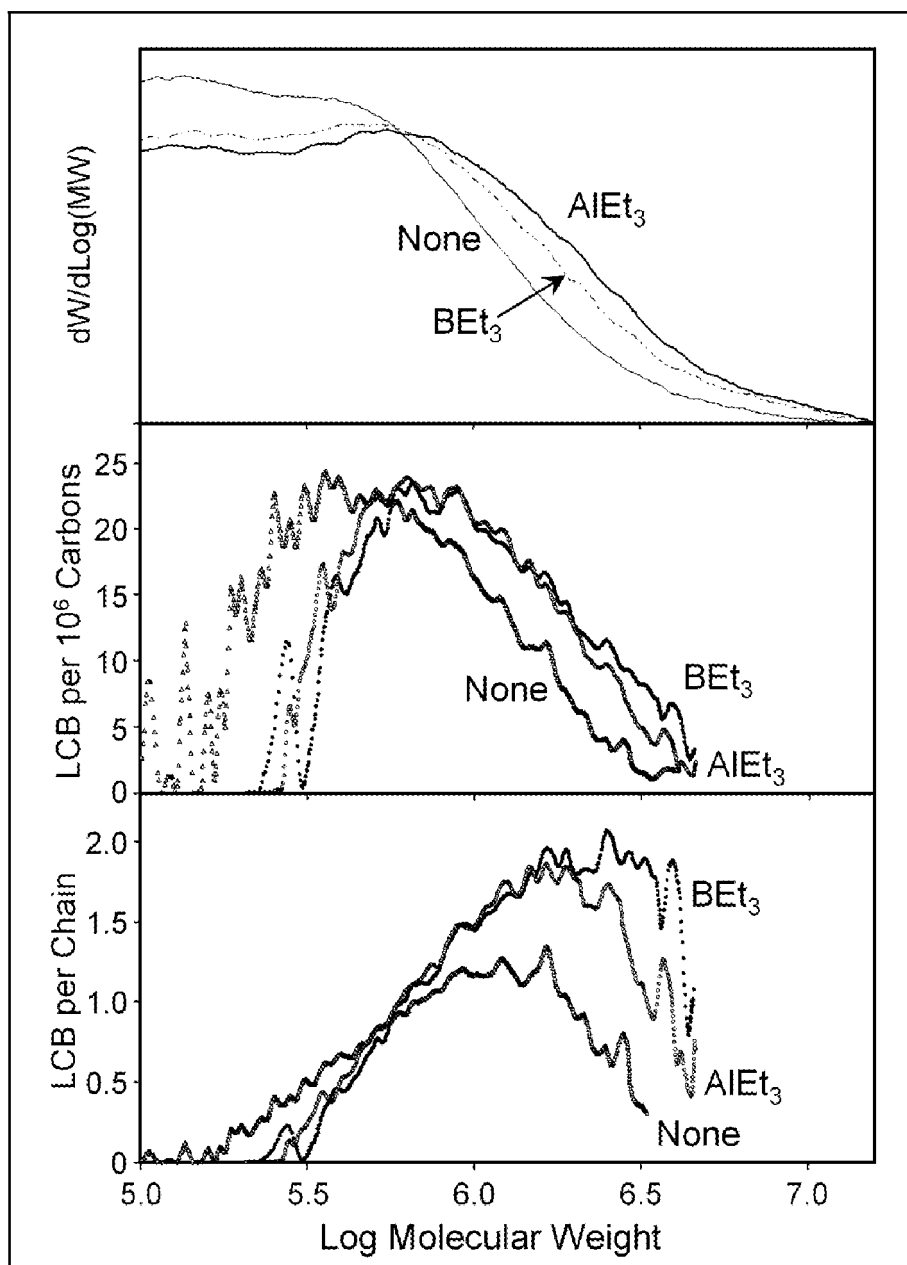 dW/dLog(MW)
AlEt₃
None
BEt₃
LCB per 10⁶ Carbons
25
20
15
10
5
0
None
BEt₃
AlEt₃
LCB per Chain
2.0
1.5
1.0
0.5
0
BEt₃
AlEt₃
None
5.0 5.5 6.0 6.5 7.0
Log Molecular Weight